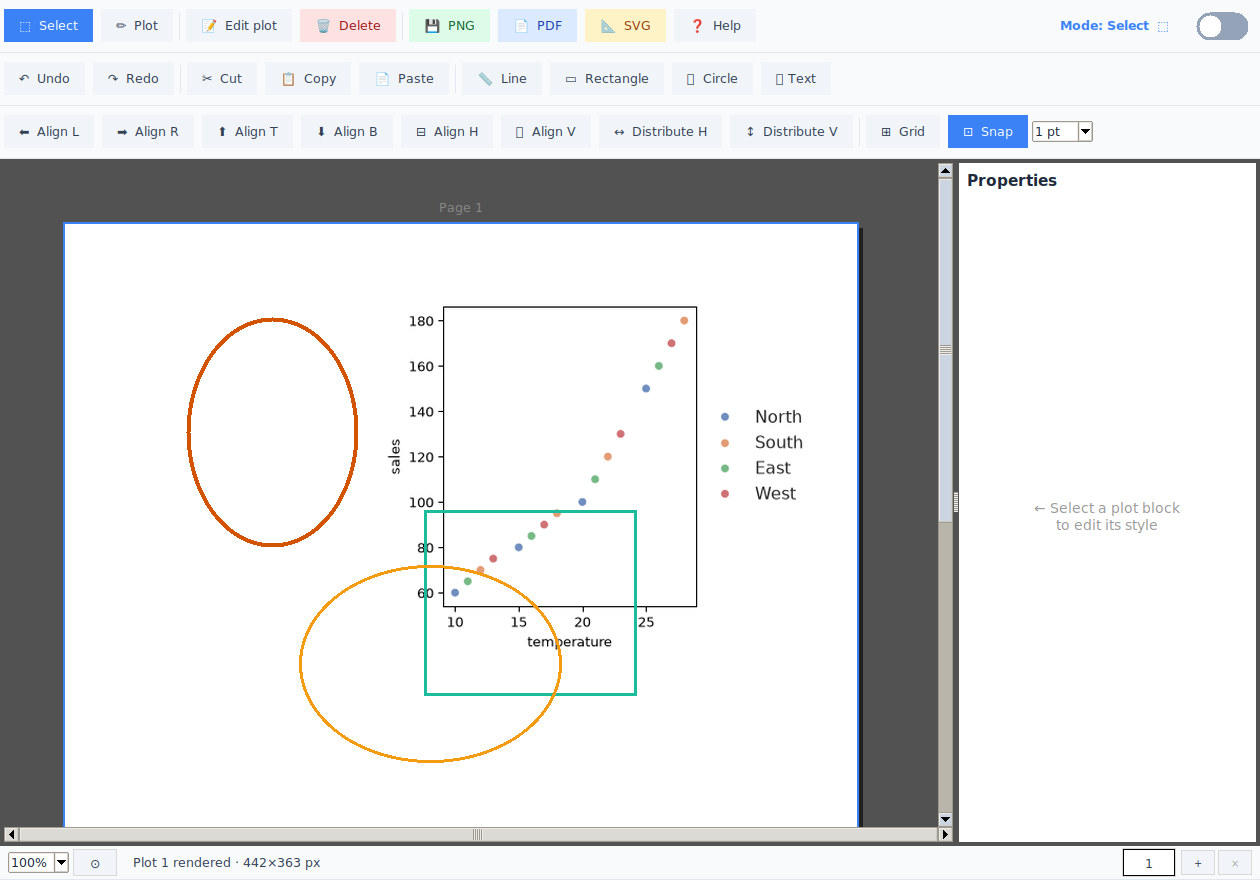 Select Plot Edit plot Delete PNG PDF SVG Help Mode: Select
Undo Redo Cut Copy Paste Line Rectangle Circle Text
Align L Align R Align T Align B Align H Align V Distribute H Distribute V Grid Snap 1 pt
Page 1
Properties
180
160
140
120
100
80
60
sales
10 15 20 25
temperature
North
South
East
West
← Select a plot block
to edit its style
100% Plot 1 rendered · 442×363 px 1 + ×